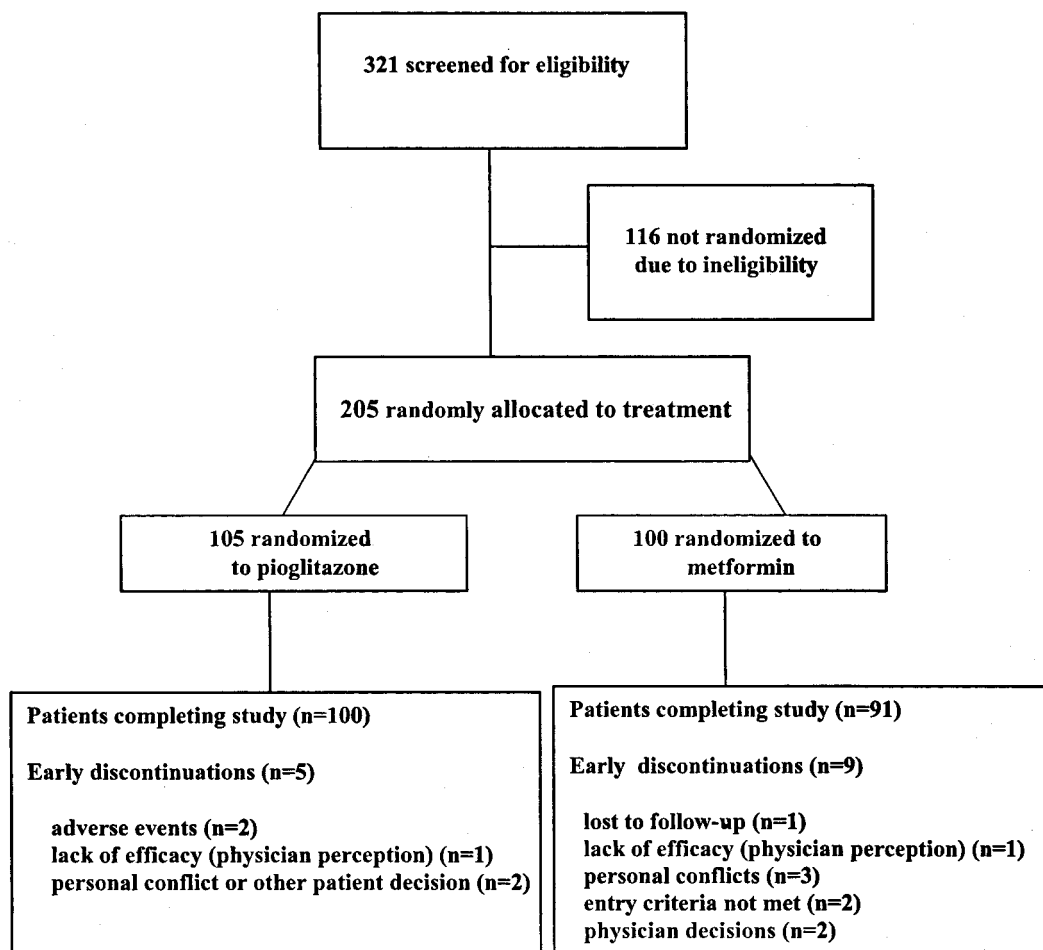 321 screened for eligibility
116 not randomized
due to ineligibility
205 randomly allocated to treatment
105 randomized
to pioglitazone
100 randomized to
metformin
Patients completing study (n=100)
Early discontinuations (n=5)
adverse events (n=2)
lack of efficacy (physician perception) (n=1)
personal conflict or other patient decision (n=2)
Patients completing study (n=91)
Early discontinuations (n=9)
lost to follow-up (n=1)
lack of efficacy (physician perception) (n=1)
personal conflicts (n=3)
entry criteria not met (n=2)
physician decisions (n=2)